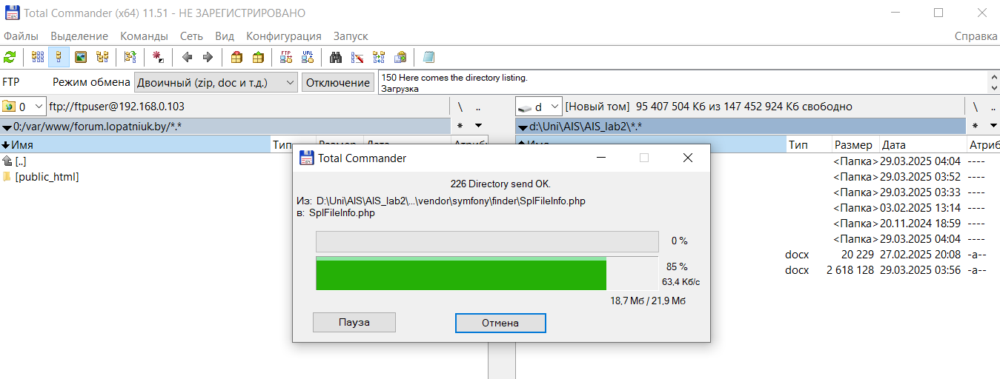 Total Commander (x64) 11.51 - НЕ ЗАРЕГИСТРИРОВАНО
Файлы Выделение Команды Сеть Вид Конфигурация Запуск Справка
FTP URL
FTP Режим обмена Двоичный (zip, doc и т.д.) Отключение
150 Here comes the directory listing.
Загрузка
0 ftp://ftpuser@192.168.0.103 \ ..
d [Новый том] 95 407 504 Кб из 147 452 924 Кб свободно \ ..
0:/var/www/forum.lopatniuk.by/*.* *
d:\Uni\AIS\AIS_lab2\*.* *
Имя Тип Размер Дата Атриб
Имя Тип Размер Дата Атриб
[..]
[public_html]
<Папка> 29.03.2025 04:04 ----
<Папка> 29.03.2025 03:52 ----
<Папка> 29.03.2025 03:33 ----
<Папка> 03.02.2025 13:14 ----
<Папка> 20.11.2024 18:59 ----
<Папка> 29.03.2025 04:04 ----
docx 20 229 27.02.2025 20:08 -a--
docx 2 618 128 29.03.2025 03:56 -a--
Total Commander
226 Directory send OK.
Из: D:\Uni\AIS\AIS_lab2\...\vendor\symfony\finder\SplFileInfo.php
в: SplFileInfo.php
0 %
85 %
63,4 Кб/с
18,7 Мб / 21,9 Мб
Пауза Отмена